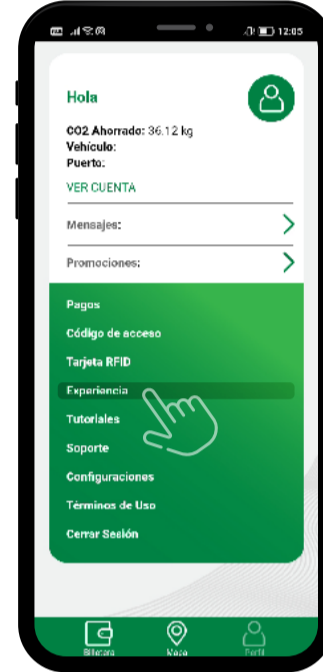 12:05
Hola
CO2 Ahorrado: 36.12 kg
Vehículo:
Puerto:
VER CUENTA
Mensajes:
Promociones:
Pagos
Código de acceso
Tarjeta RFID
Experiencia
Tutoriales
Soporte
Configuraciones
Términos de Uso
Cerrar Sesión
Billetera
Mapa
Perfil